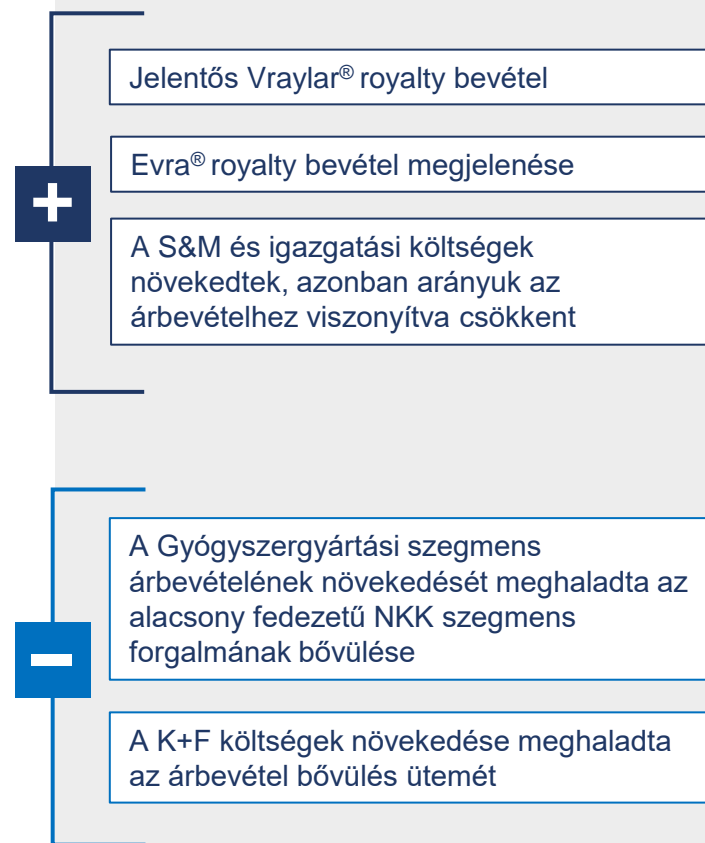 Jelentős Vraylar® royalty bevétel
Evra® royalty bevétel megjelenése
A S&M és igazgatási költségek
növekedtek, azonban arányuk az
árbevételhez viszonyítva csökkent
A Gyógyszergyártási szegmens
árbevételének növekedését meghaladta az
alacsony fedezetű NKK szegmens
forgalmának bővülése
A K+F költségek növekedése meghaladta
az árbevétel bővülés ütemét